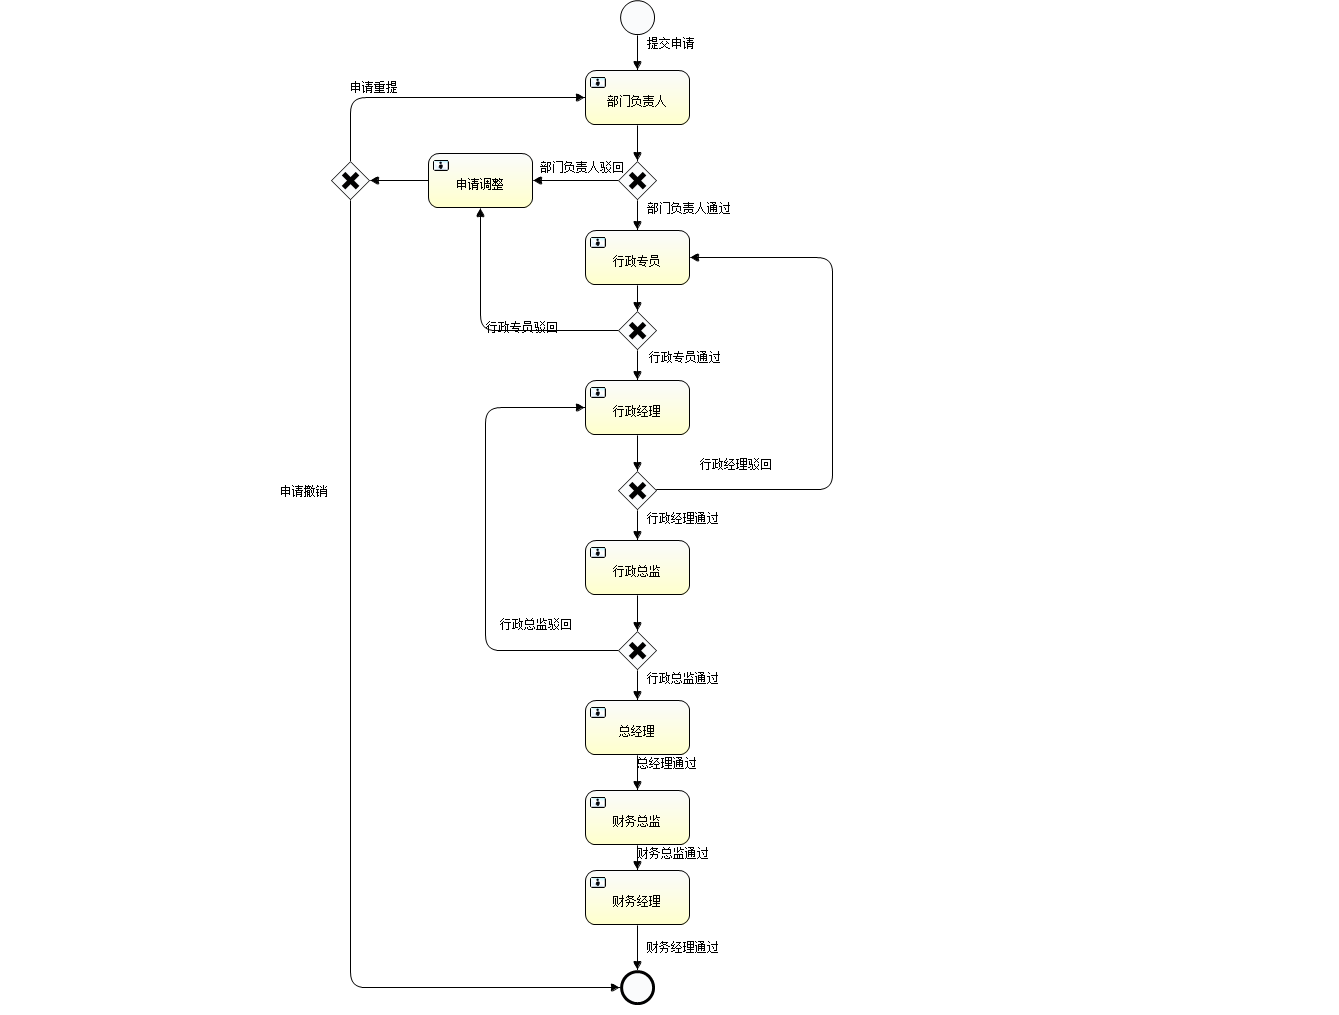 提交申请
申请重提
部门负责人
部门负责人驳回
申请调整
部门负责人通过
行政专员
行政专员驳回
行政专员通过
行政经理
行政经理驳回
申请撤销
行政经理通过
行政总监
行政总监驳回
行政总监通过
总经理
总经理通过
财务总监
财务总监通过
财务经理
财务经理通过